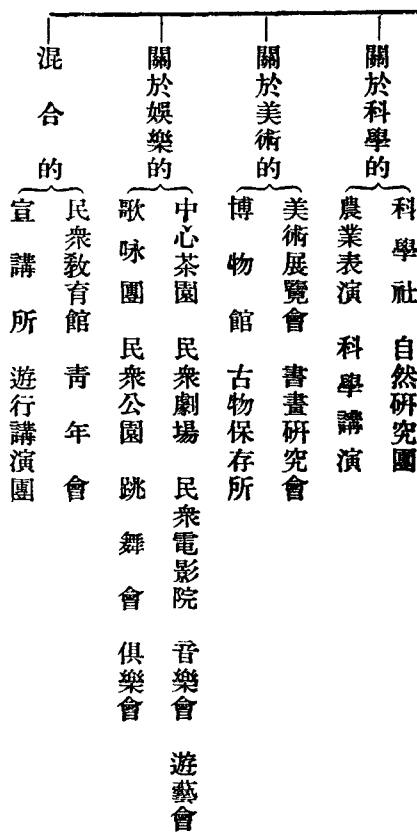 關於科學的
科學社 自然研究團
農業表演 科學講演
關於美術的
美術展覽會 書畫研究會
博物館 古物保存所
關於娛樂的
中心茶園 民衆劇場 民衆電影院 音樂會 遊藝會
歌咏團 民衆公園 跳舞會 俱樂會
混合的
民衆教育館 青年會
宣講所 遊行講演團